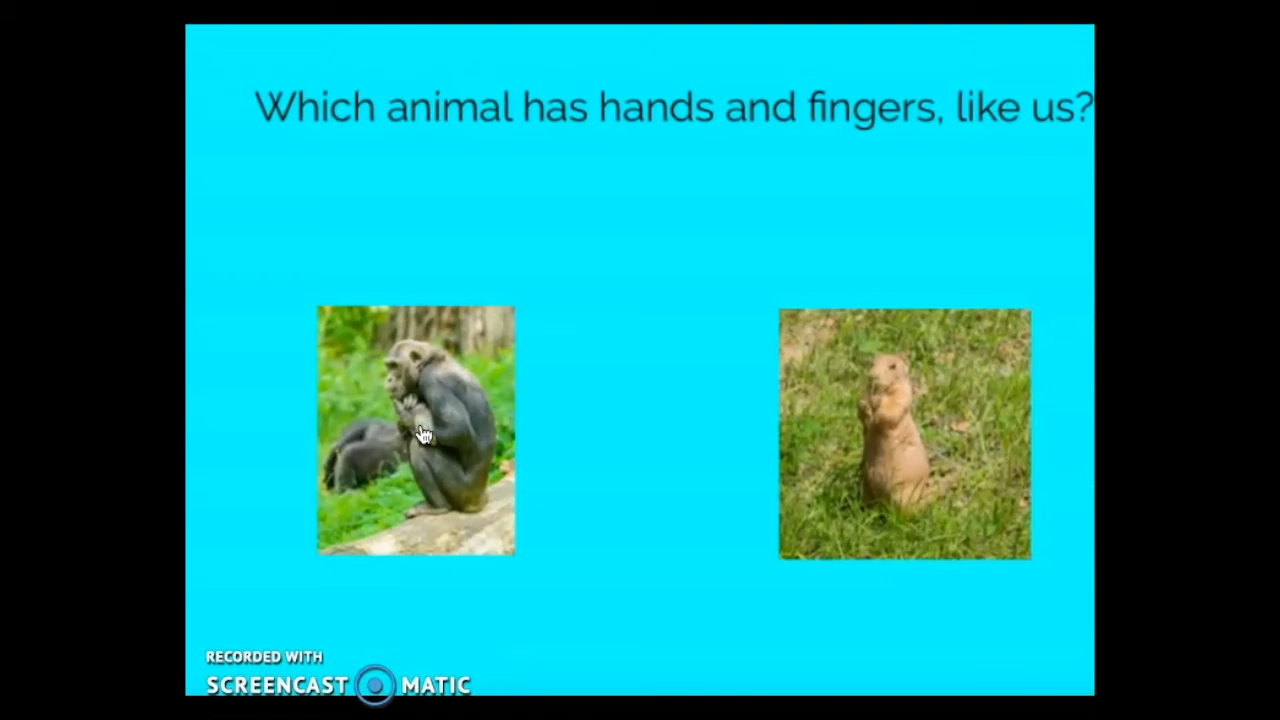 Which animal has hands and fingers, like us?
RECORDED WITH
SCREENCAST MATIC